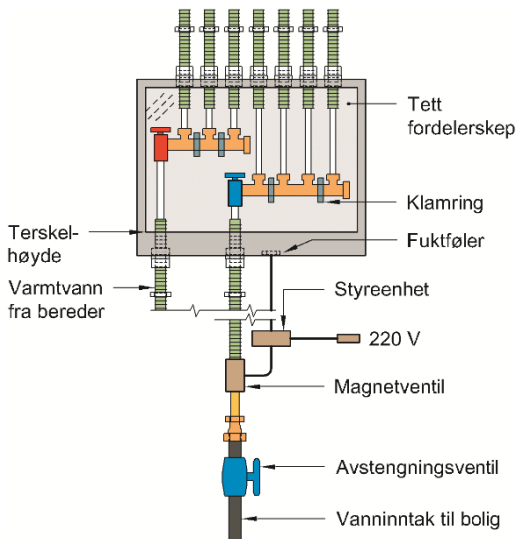 Tett
fordelerskep
Klamring
Terskel-
høyde
Fuktføler
Varmtvann
fra bereder
Styreenhet
220 V
Magnetventil
Avstengningsventil
Vanninntak til bolig